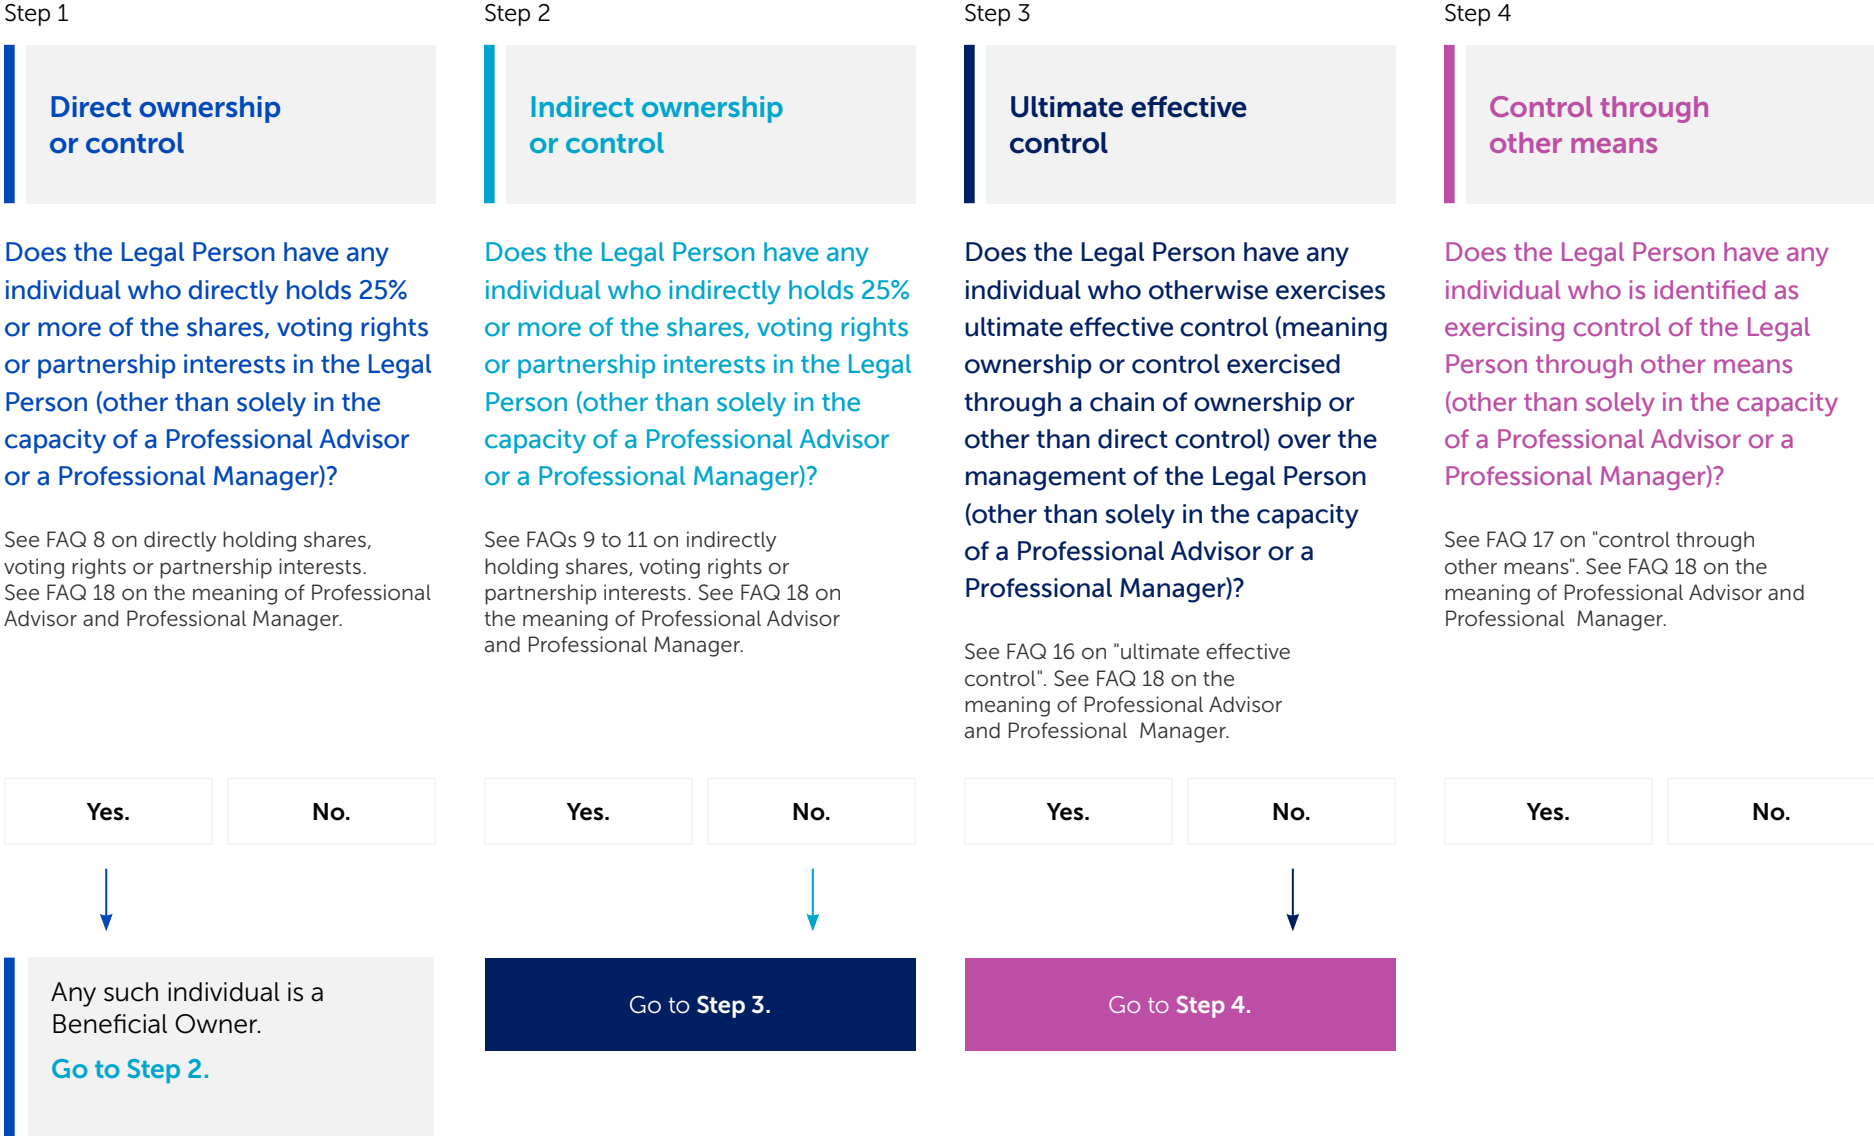 Step 1
Direct ownership
or control
Does the Legal Person have any
individual who directly holds 25%
or more of the shares, voting rights
or partnership interests in the Legal
Person (other than solely in the
capacity of a Professional Advisor
or a Professional Manager)?
See FAQ 8 on directly holding shares,
voting rights or partnership interests.
See FAQ 18 on the meaning of Professional
Advisor and Professional Manager.
Yes.
No.
Any such individual is a
Beneficial Owner.
Go to Step 2.
Step 2
Indirect ownership
or control
Does the Legal Person have any
individual who indirectly holds 25%
or more of the shares, voting rights
or partnership interests in the Legal
Person (other than solely in the
capacity of a Professional Advisor
or a Professional Manager)?
See FAQs 9 to 11 on indirectly
holding shares, voting rights or
partnership interests. See FAQ 18 on
the meaning of Professional Advisor
and Professional Manager.
Yes.
No.
Go to Step 3.
Step 3
Ultimate effective
control
Does the Legal Person have any
individual who otherwise exercises
ultimate effective control (meaning
ownership or control exercised
through a chain of ownership or
other than direct control) over the
management of the Legal Person
(other than solely in the capacity
of a Professional Advisor or a
Professional Manager)?
See FAQ 16 on "ultimate effective
control". See FAQ 18 on the
meaning of Professional Advisor
and Professional Manager.
Yes.
No.
Go to Step 4.
Step 4
Control through
other means
Does the Legal Person have any
individual who is identified as
exercising control of the Legal
Person through other means
(other than solely in the capacity
of a Professional Advisor or a
Professional Manager)?
See FAQ 17 on "control through
other means". See FAQ 18 on the
meaning of Professional Advisor and
Professional Manager.
Yes.
No.